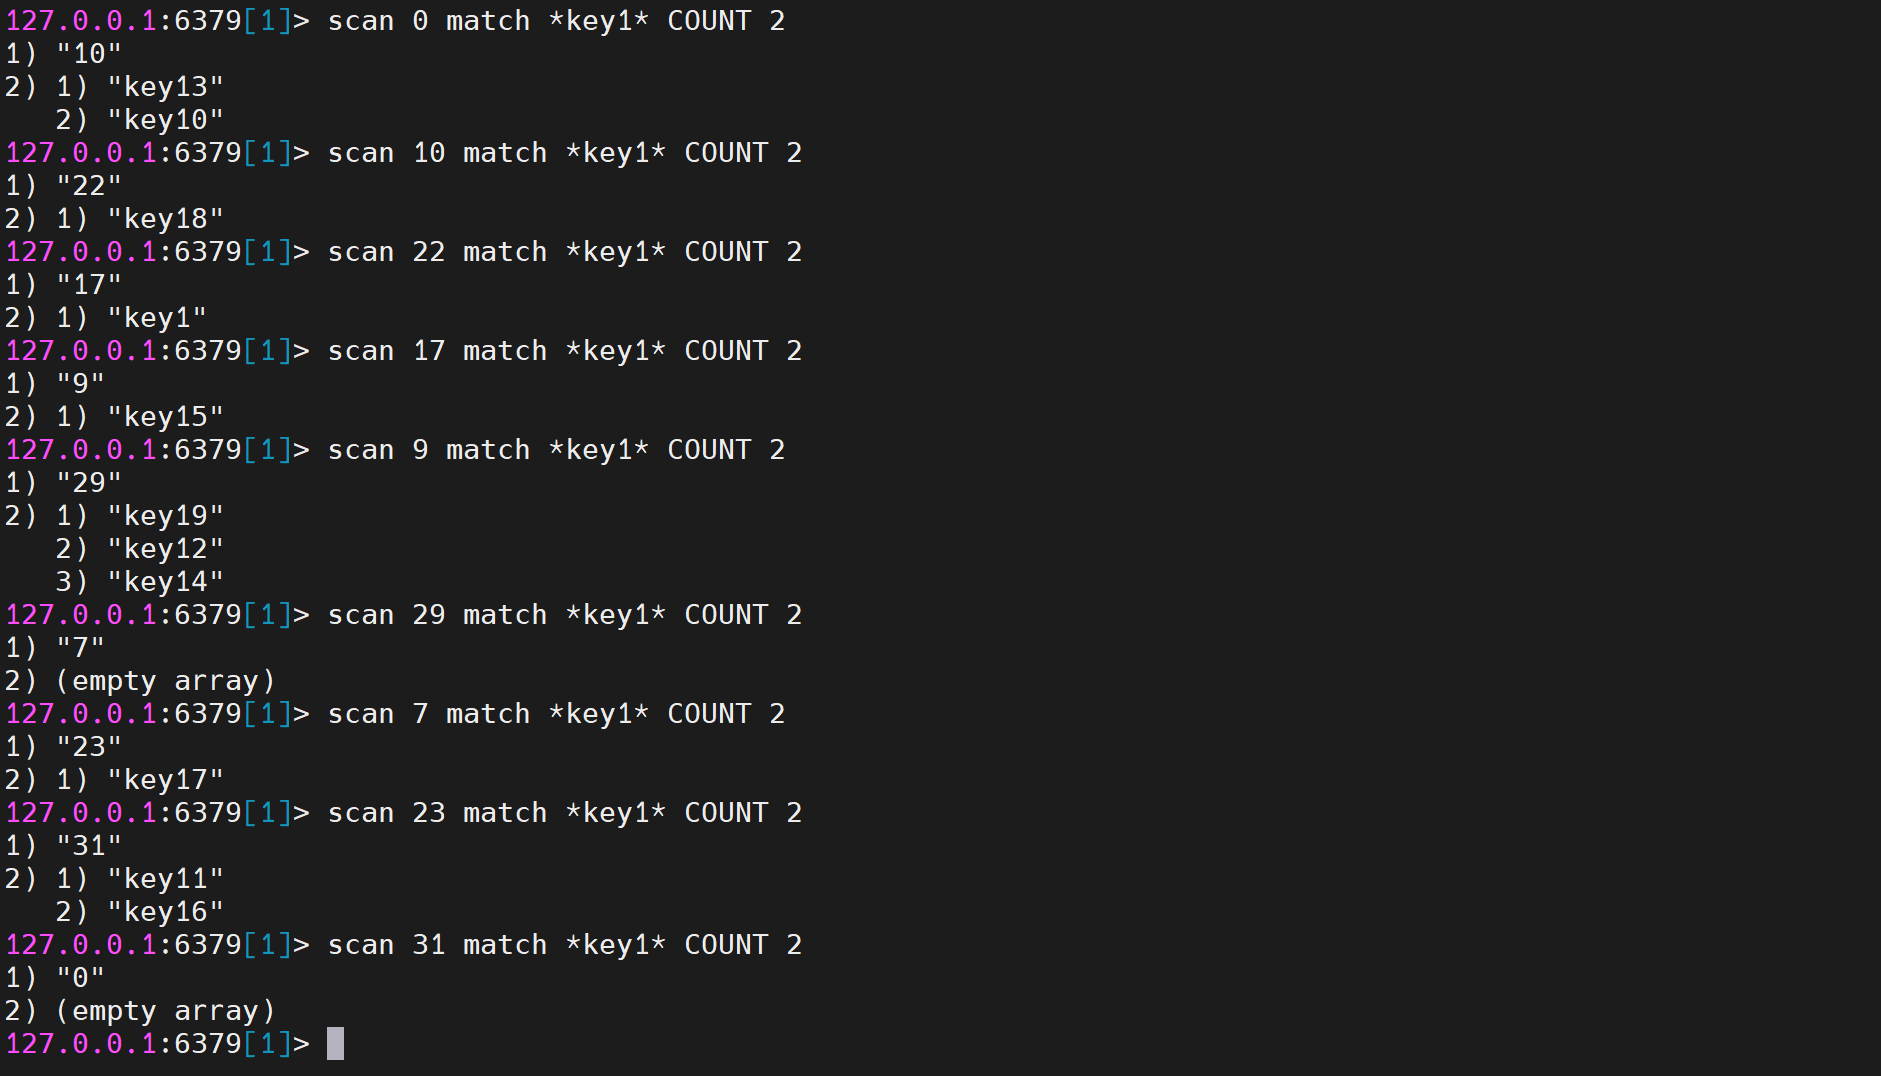 127.0.0.1:6379[1]> scan 0 match *key1* COUNT 2
1) "10"
2) 1) "key13"
   2) "key10"
127.0.0.1:6379[1]> scan 10 match *key1* COUNT 2
1) "22"
2) 1) "key18"
127.0.0.1:6379[1]> scan 22 match *key1* COUNT 2
1) "17"
2) 1) "key1"
127.0.0.1:6379[1]> scan 17 match *key1* COUNT 2
1) "9"
2) 1) "key15"
127.0.0.1:6379[1]> scan 9 match *key1* COUNT 2
1) "29"
2) 1) "key19"
   2) "key12"
   3) "key14"
127.0.0.1:6379[1]> scan 29 match *key1* COUNT 2
1) "7"
2) (empty array)
127.0.0.1:6379[1]> scan 7 match *key1* COUNT 2
1) "23"
2) 1) "key17"
127.0.0.1:6379[1]> scan 23 match *key1* COUNT 2
1) "31"
2) 1) "key11"
   2) "key16"
127.0.0.1:6379[1]> scan 31 match *key1* COUNT 2
1) "0"
2) (empty array)
127.0.0.1:6379[1]>